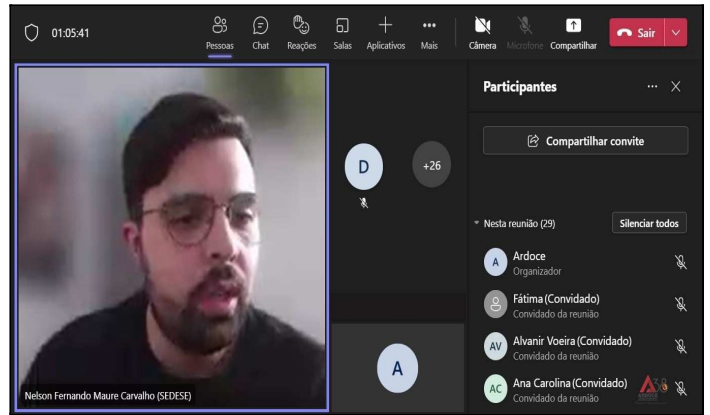 01:05:41
Pessoas
Chat
Reações
Salas
Aplicativos
Mais
Câmera
Microfone
Compartilhar
Sair
Participantes
Compartilhar convite
D
+26
Nesta reunião (29)
Silenciar todos
A
Ardoce
Organizador
Fátima (Convidado)
Convidado da reunião
AV
Alvanir Voeira (Convidado)
Convidado da reunião
A
AC
Ana Carolina (Convidado)
Convidado da reunião
Nelson Fernando Maure Carvalho (SEDESE)